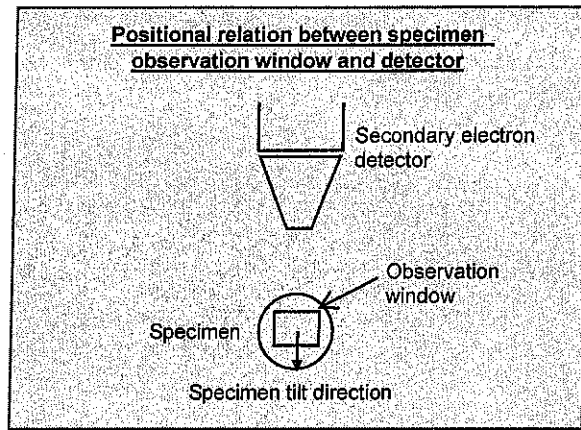 Positional relation between specimen
observation window and detector
Secondary electron
detector
Observation
window
Specimen
Specimen tilt direction